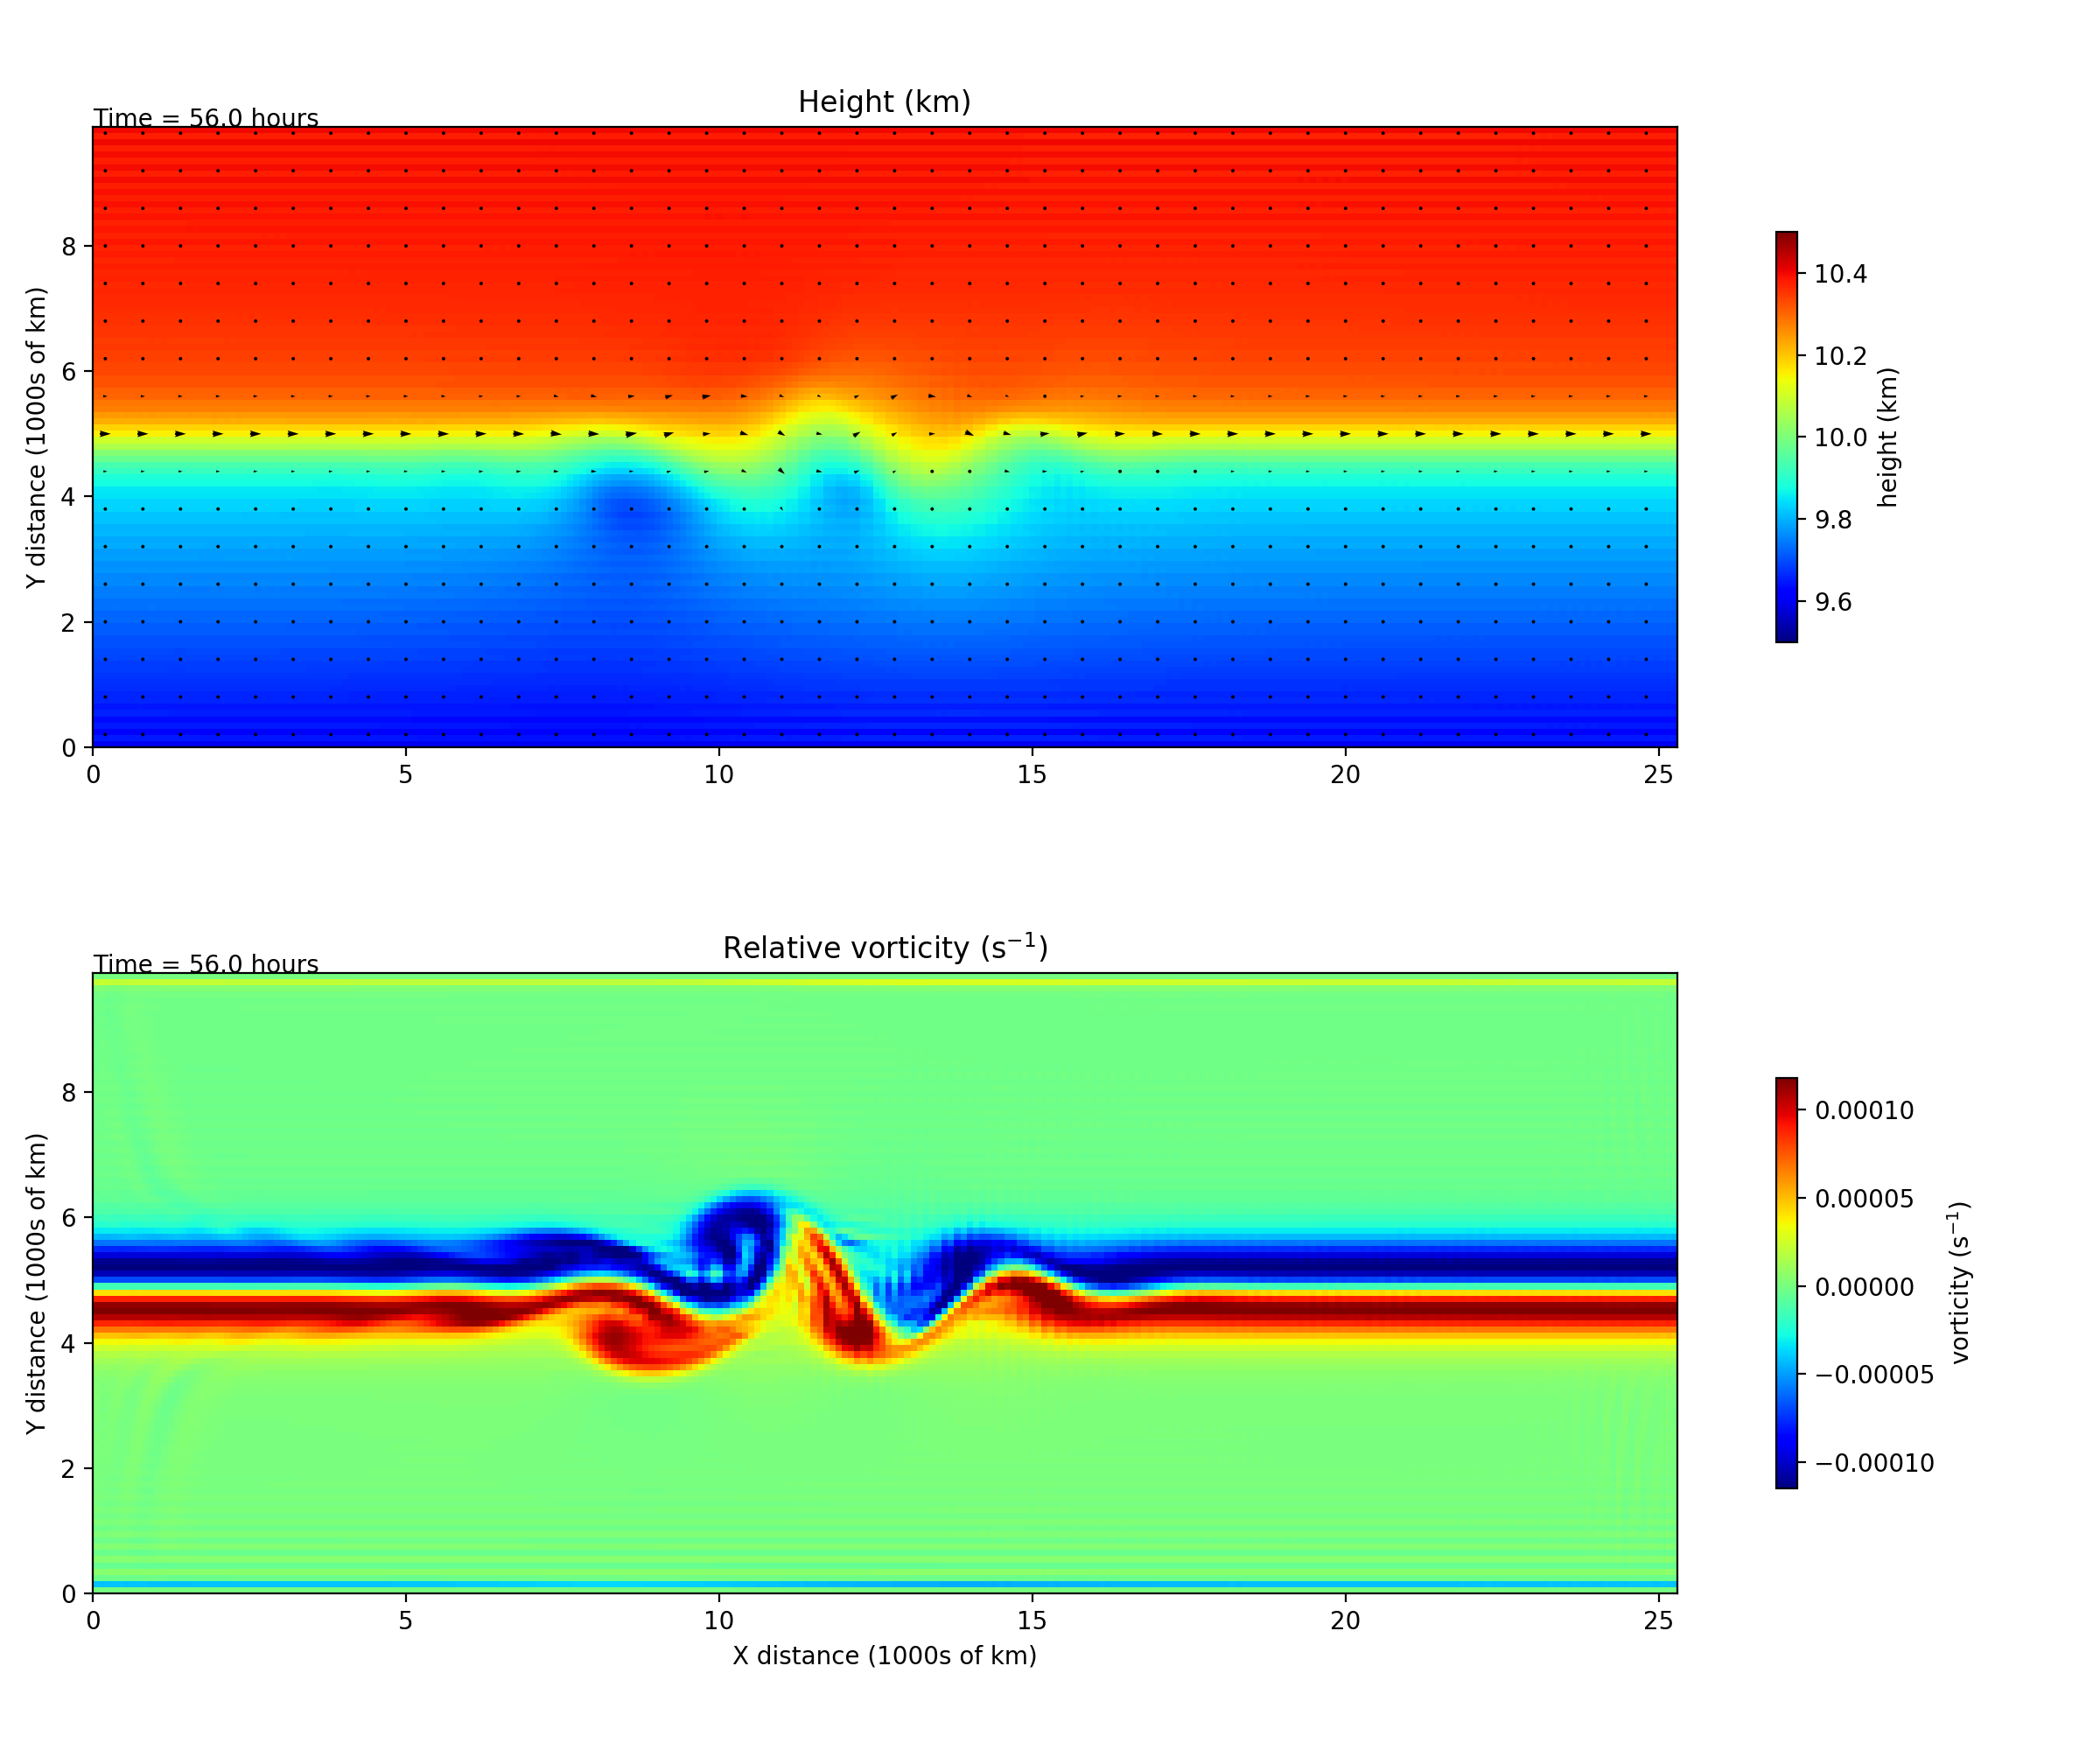 Height (km)
Time = 56.0 hours
Y distance (1000s of km)
8
6
4
2
0
0 5 10 15 20 25
10.4
10.2
10.0
9.8
9.6
height (km)
Relative vorticity (s⁻¹)
Time = 56.0 hours
Y distance (1000s of km)
8
6
4
2
0
0 5 10 15 20 25
X distance (1000s of km)
0.00010
0.00005
0.00000
−0.00005
−0.00010
vorticity (s⁻¹)